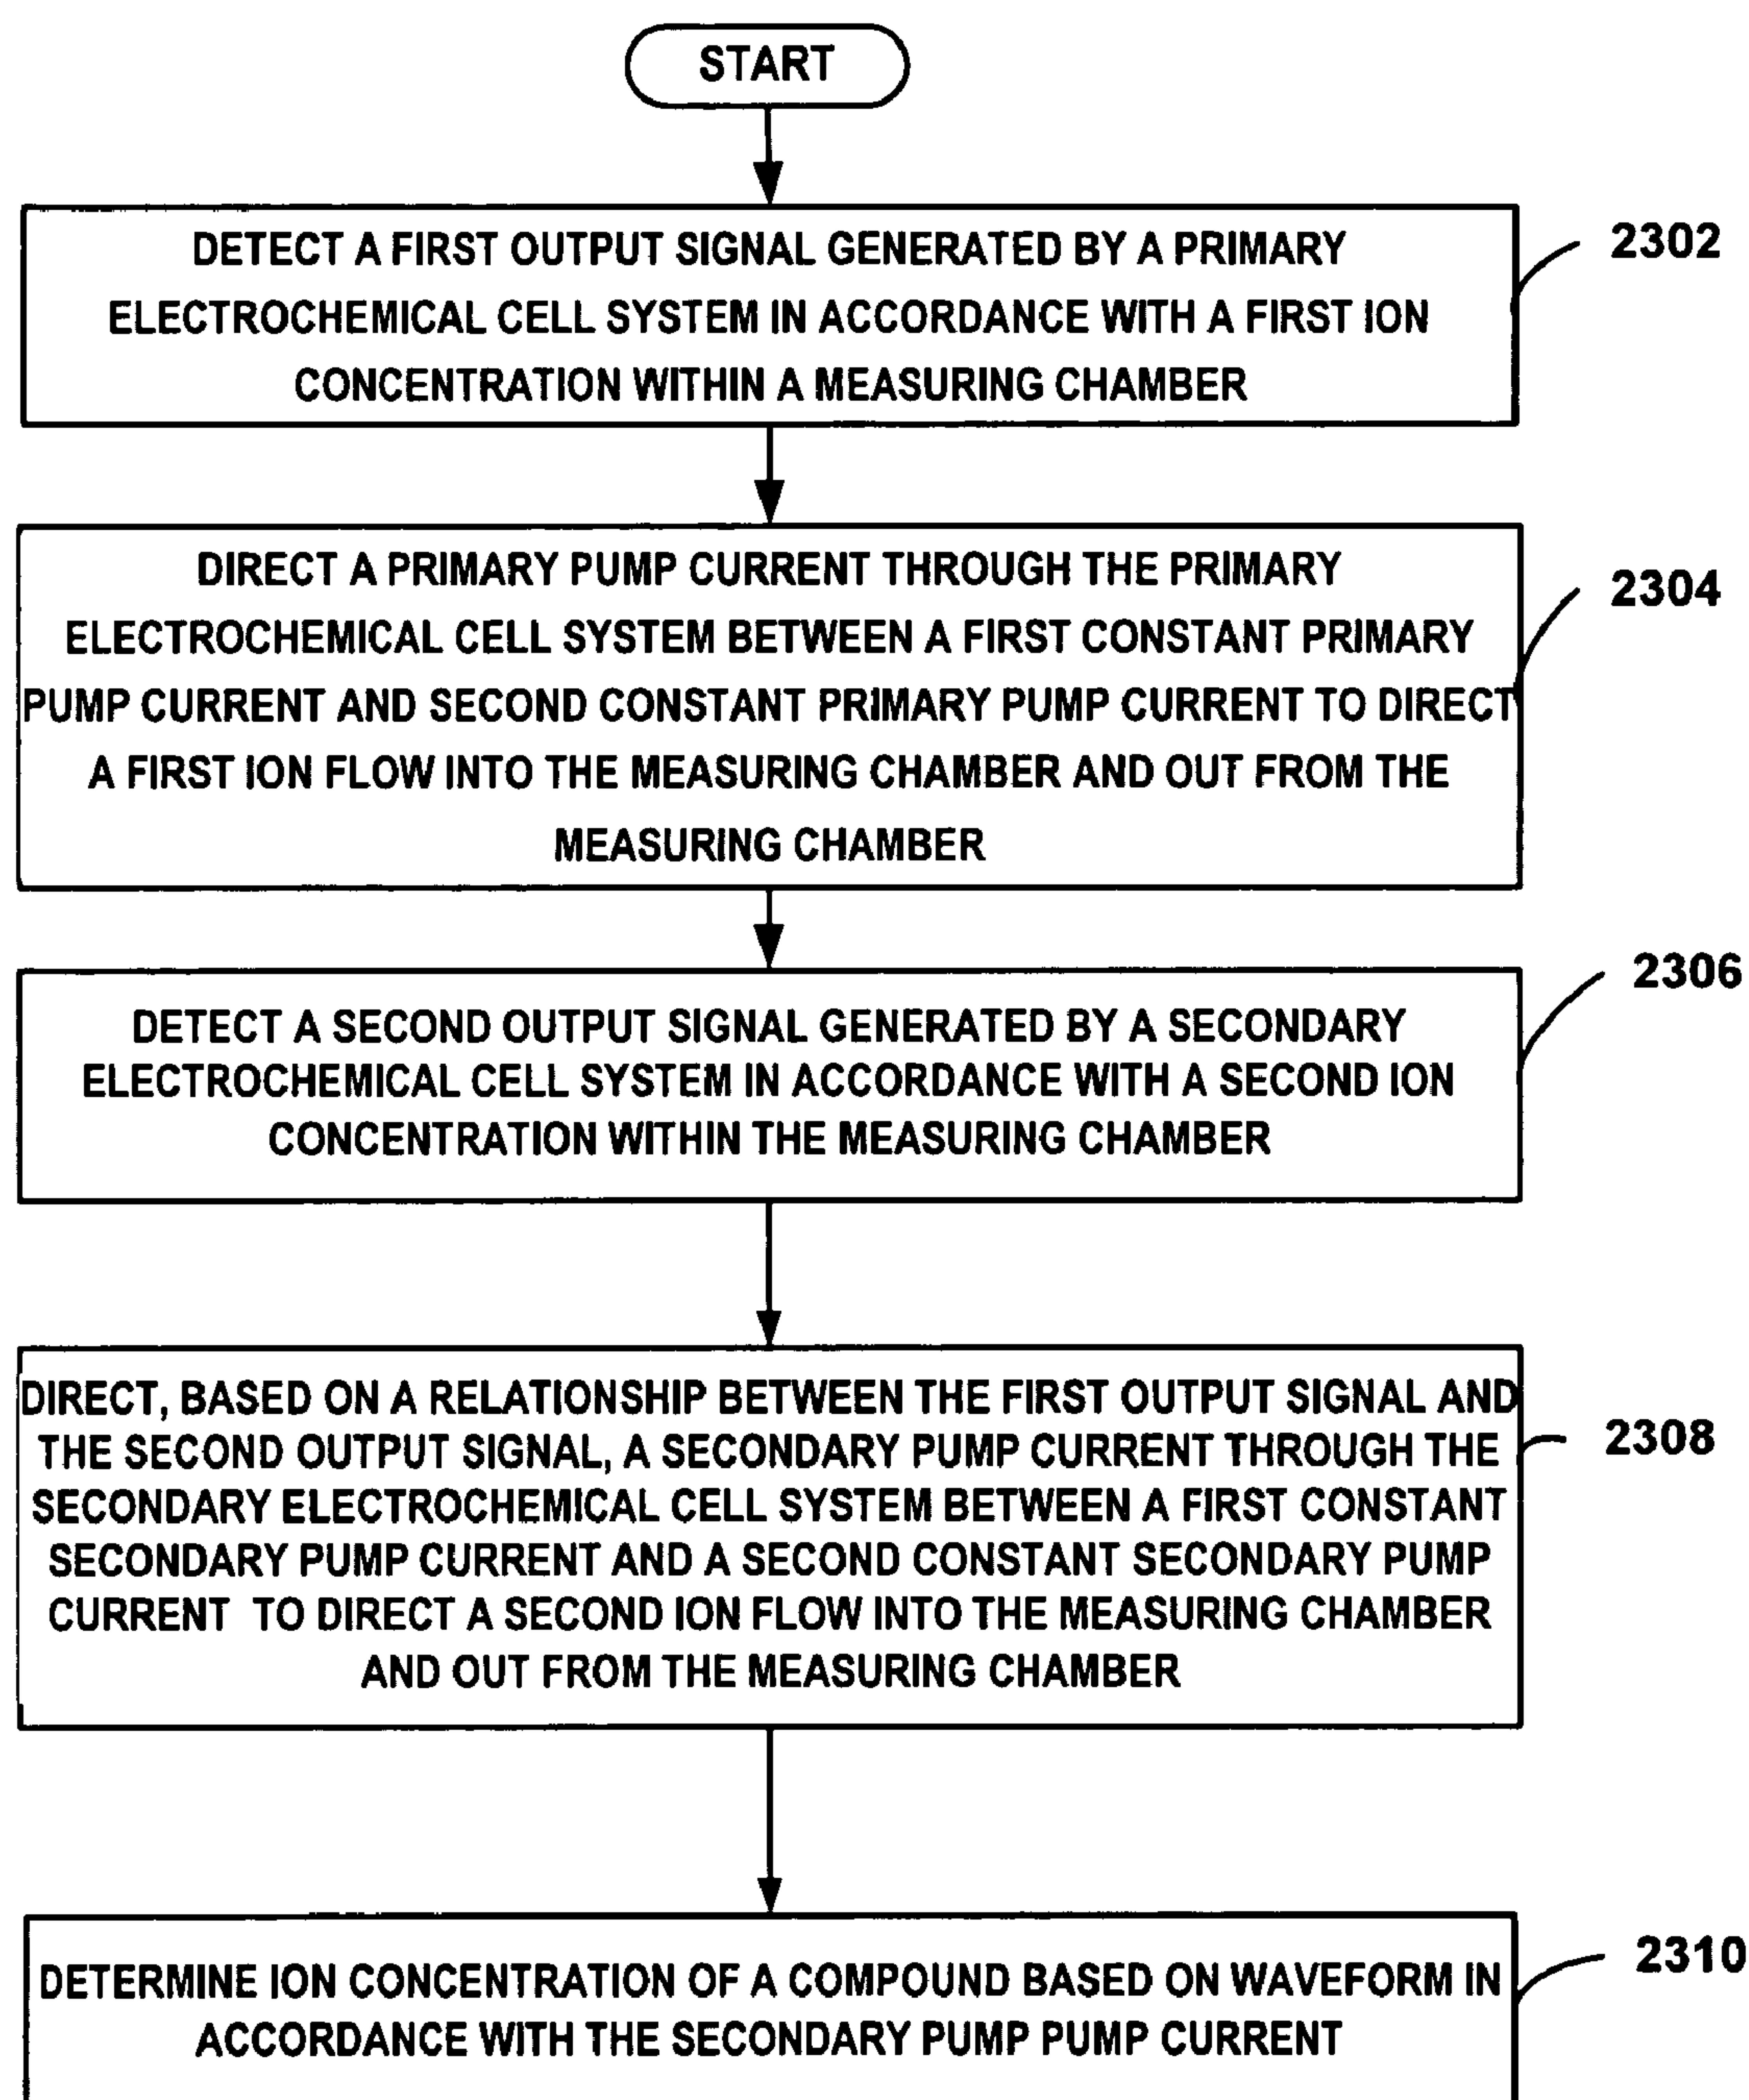 START
DETECT A FIRST OUTPUT SIGNAL GENERATED BY A PRIMARY
ELECTROCHEMICAL CELL SYSTEM IN ACCORDANCE WITH A FIRST ION
CONCENTRATION WITHIN A MEASURING CHAMBER
2302
DIRECT A PRIMARY PUMP CURRENT THROUGH THE PRIMARY
ELECTROCHEMICAL CELL SYSTEM BETWEEN A FIRST CONSTANT PRIMARY
PUMP CURRENT AND SECOND CONSTANT PRIMARY PUMP CURRENT TO DIRECT
A FIRST ION FLOW INTO THE MEASURING CHAMBER AND OUT FROM THE
MEASURING CHAMBER
2304
DETECT A SECOND OUTPUT SIGNAL GENERATED BY A SECONDARY
ELECTROCHEMICAL CELL SYSTEM IN ACCORDANCE WITH A SECOND ION
CONCENTRATION WITHIN THE MEASURING CHAMBER
2306
DIRECT, BASED ON A RELATIONSHIP BETWEEN THE FIRST OUTPUT SIGNAL AND
THE SECOND OUTPUT SIGNAL, A SECONDARY PUMP CURRENT THROUGH THE
SECONDARY ELECTROCHEMICAL CELL SYSTEM BETWEEN A FIRST CONSTANT
SECONDARY PUMP CURRENT AND A SECOND CONSTANT SECONDARY PUMP
CURRENT TO DIRECT A SECOND ION FLOW INTO THE MEASURING CHAMBER
AND OUT FROM THE MEASURING CHAMBER
2308
DETERMINE ION CONCENTRATION OF A COMPOUND BASED ON WAVEFORM IN
ACCORDANCE WITH THE SECONDARY PUMP PUMP CURRENT
2310